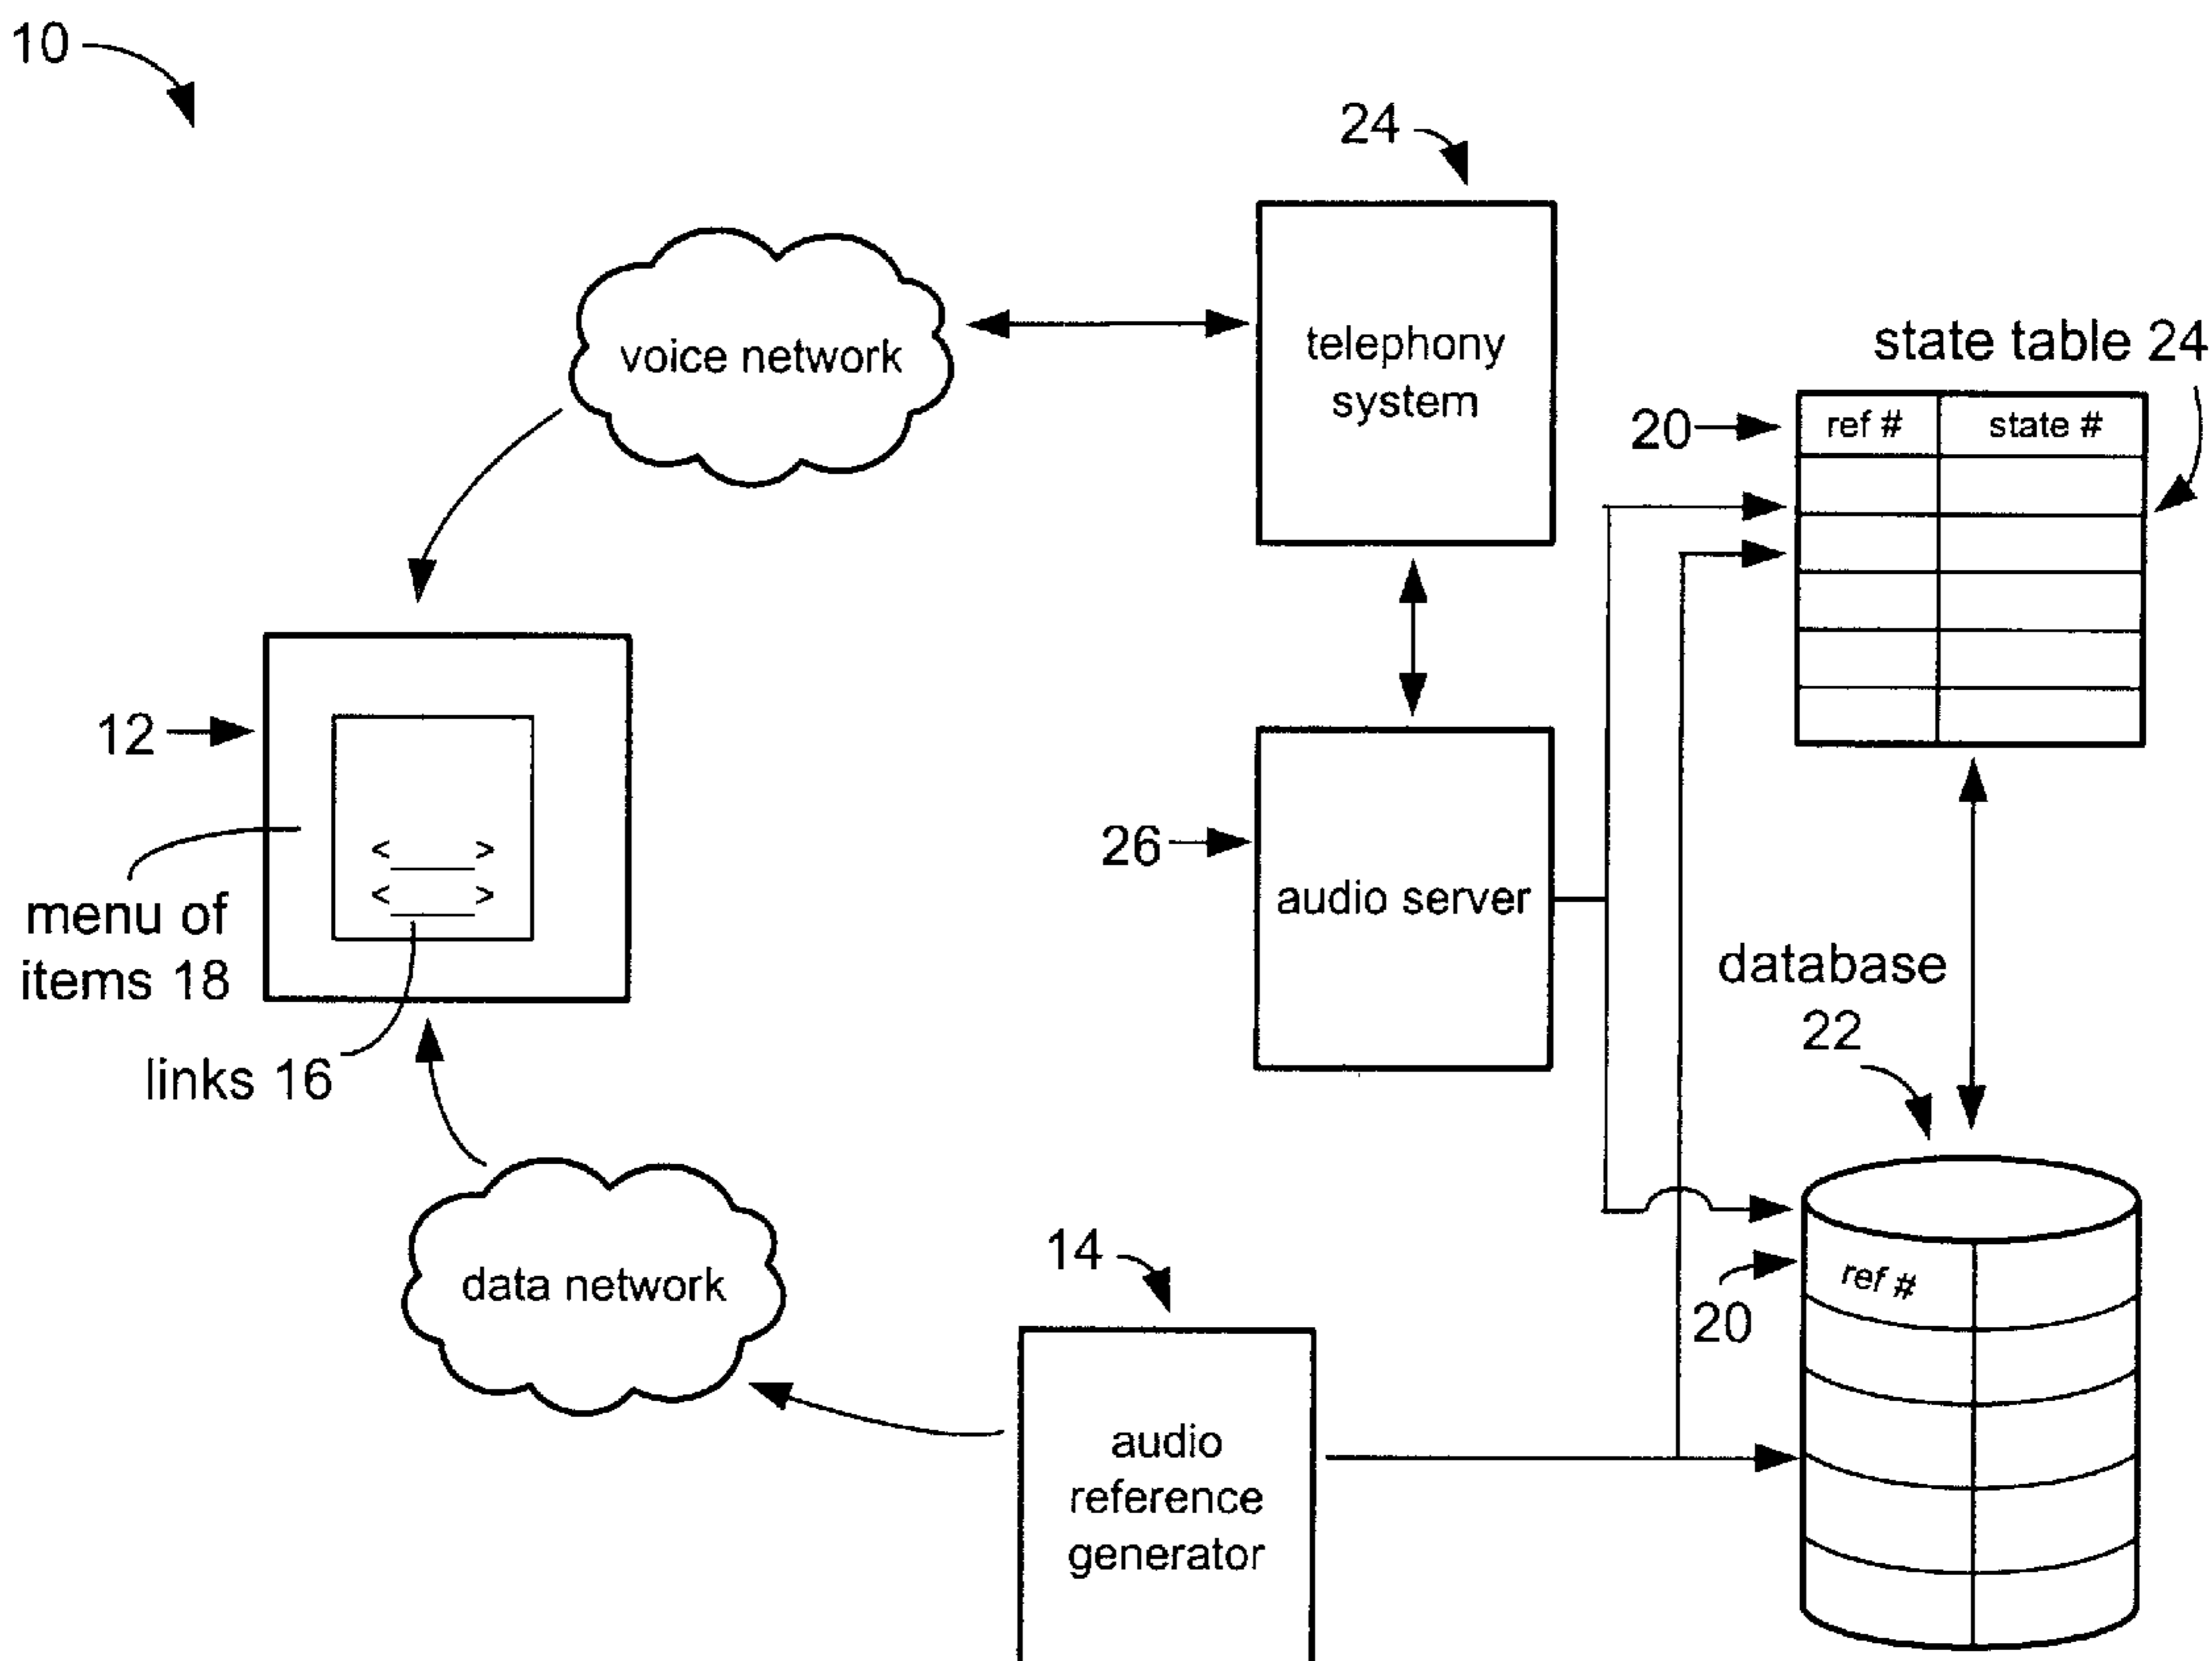 10
24
voice network
telephony
system
state table 24
20
ref #
state #
12
< >
< >
menu of
items 18
links 16
26
audio server
database
22
data network
14
20
ref #
audio
reference
generator